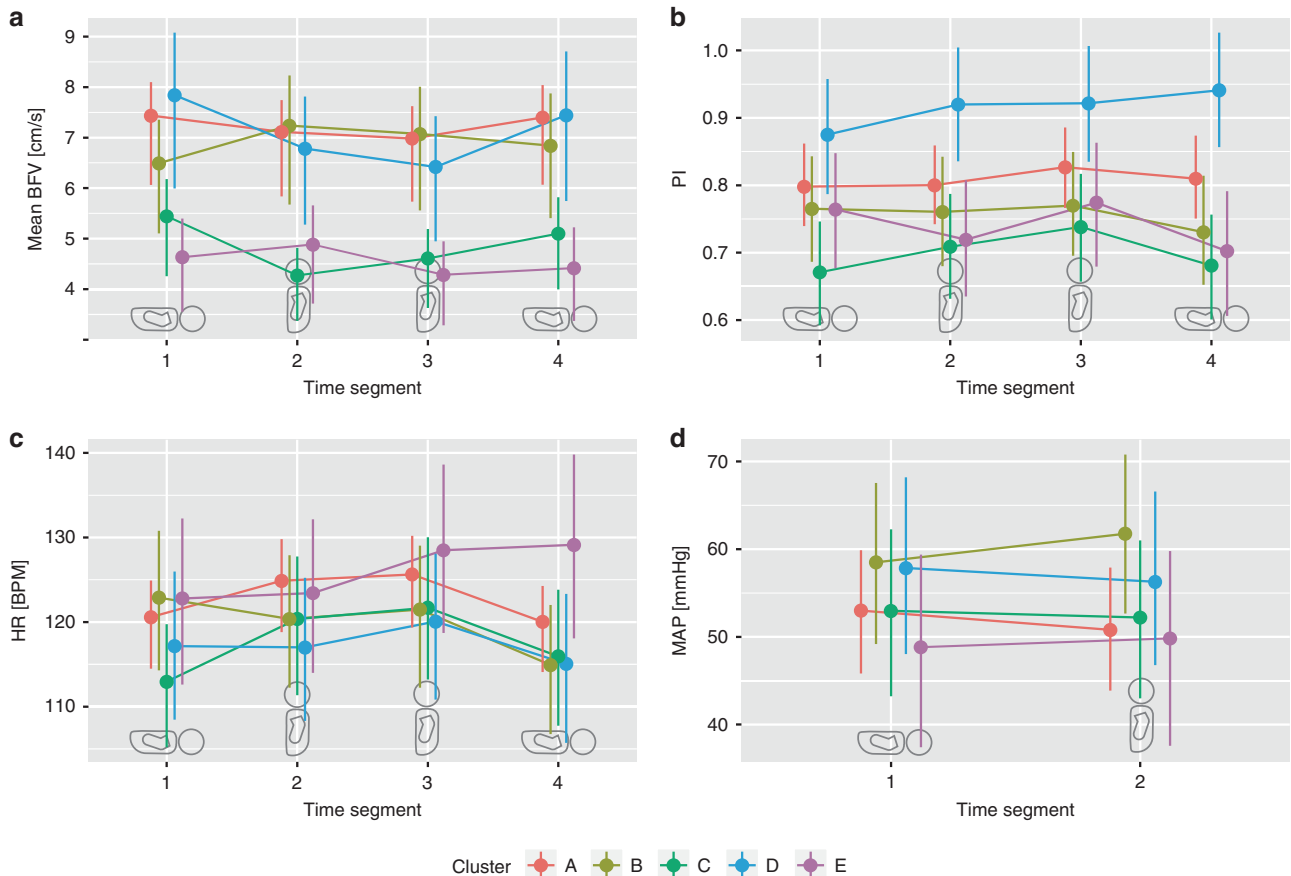 a
9
8
7
6
5
4
Mean BFV [cm/s]
1 2 3 4
Time segment
b
1.0
0.9
0.8
0.7
0.6
PI
1 2 3 4
Time segment
c
140
130
120
110
HR [BPM]
1 2 3 4
Time segment
d
70
60
50
40
MAP [mmHg]
1 2
Time segment
Cluster A B C D E